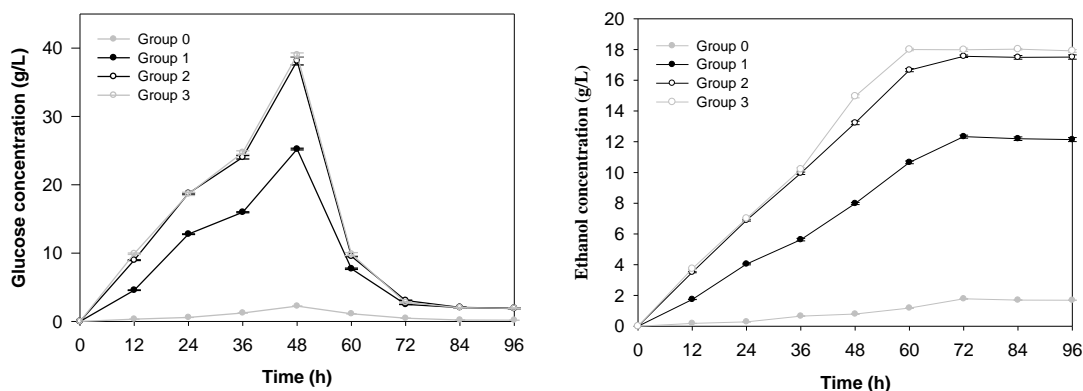 Glucose concentration (g/L)
40
30
20
10
0
Group 0
Group 1
Group 2
Group 3
0 12 24 36 48 60 72 84 96
Time (h)
Ethanol concentration (g/L)
20
18
16
14
12
10
8
6
4
2
0
Group 0
Group 1
Group 2
Group 3
0 12 24 36 48 60 72 84 96
Time (h)